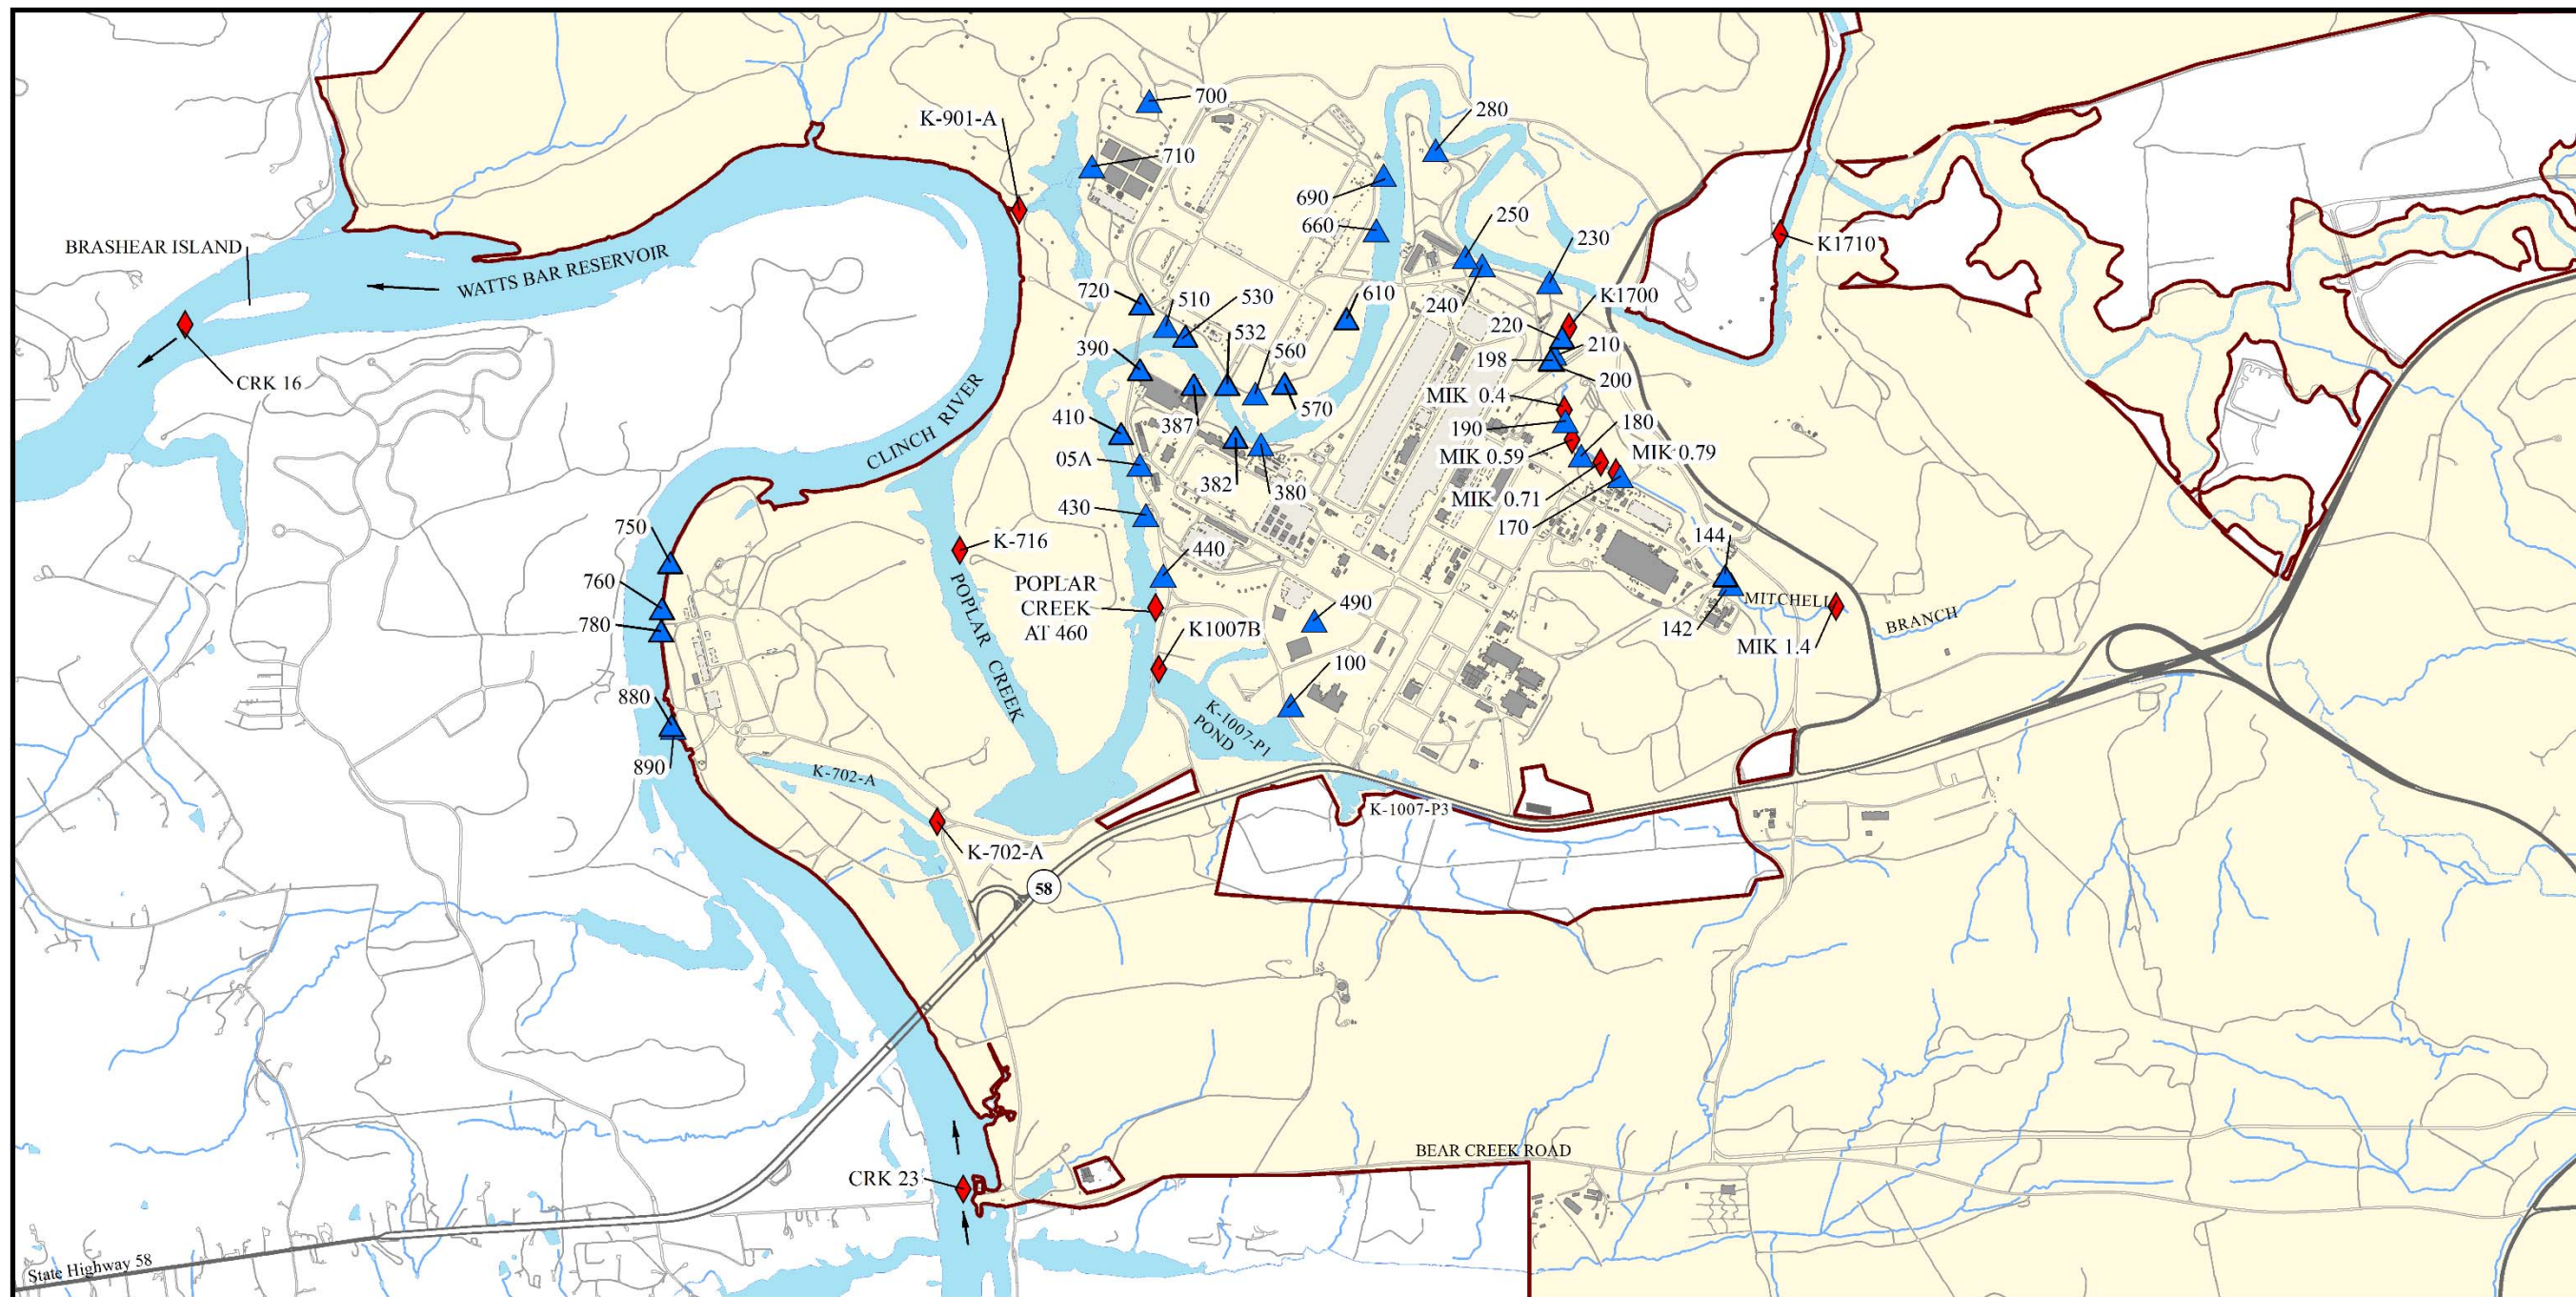 700
280
K-901-A
710
690
250
660
230
BRASHEAR ISLAND
K1710
WATTS BAR RESERVOIR
720
510
530
610
240
K1700
532
560
220
210
390
198
200
CRK 16
MIK 0.4
570
387
190
180
410
CLINCH RIVER
05A
MIK 0.59
MIK 0.79
382
380
MIK 0.71
430
170
750
K-716
440
144
POPLAR
CREEK
AT 460
760
POPLAR CREEK
490
780
K1007B
142
MITCHELL
BRANCH
MIK 1.4
100
880
K-1007-P1
POND
890
K-702-A
K-1007-P3
K-702-A
58
BEAR CREEK ROAD
CRK 23
State Highway 58